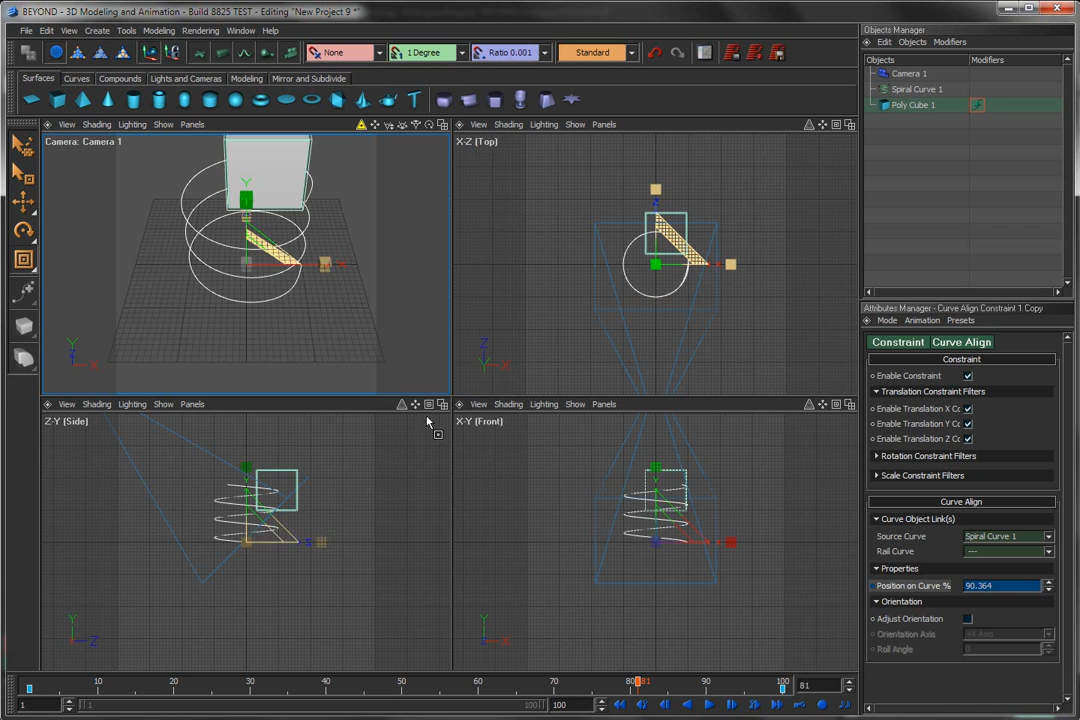 BEYOND - 3D Modeling and Animation - Build 8825 TEST - Editing "New Project 9 *"
File Edit View Create Tools Modeling Rendering Window Help
None 1 Degree Ratio 0.001 Standard
Surfaces Curves Compounds Lights and Cameras Modeling Mirror and Subdivide
View Shading Lighting Show Panels
Camera: Camera 1
Y
X
Y
Z
X
View Shading Lighting Show Panels
X-Z (Top)
Z
Y
X
View Shading Lighting Show Panels
Z-Y (Side)
Y
Y
Z
View Shading Lighting Show Panels
X-Y (Front)
Y
Y
X
Objects Manager
Edit Objects Modifiers
Objects Modifiers
Camera 1
Spiral Curve 1
Poly Cube 1
Attributes Manager - Curve Align Constraint 1 Copy
Mode Animation Presets
Constraint Curve Align
Constraint
Enable Constraint
Translation Constraint Filters
Enable Translation X Cc
Enable Translation Y Cc
Enable Translation Z Cc
Rotation Constraint Filters
Scale Constraint Filters
Curve Align
Curve Object Link(s)
Source Curve Spiral Curve 1
Rail Curve ---
Properties
Position on Curve % 90.364
Orientation
Adjust Orientation
Orientation Axis +X Axis
Roll Angle 0
10 20 30 40 50 60 70 80 81 90 100 81
1 1 100 100